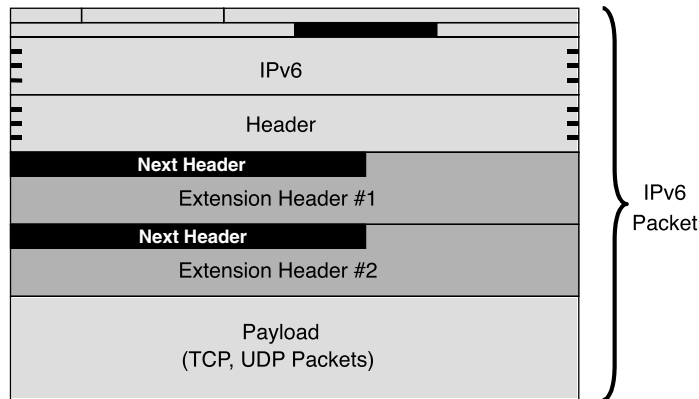 IPv6
Header
Next Header
Extension Header #1
Next Header
Extension Header #2
Payload
(TCP, UDP Packets)
IPv6
Packet